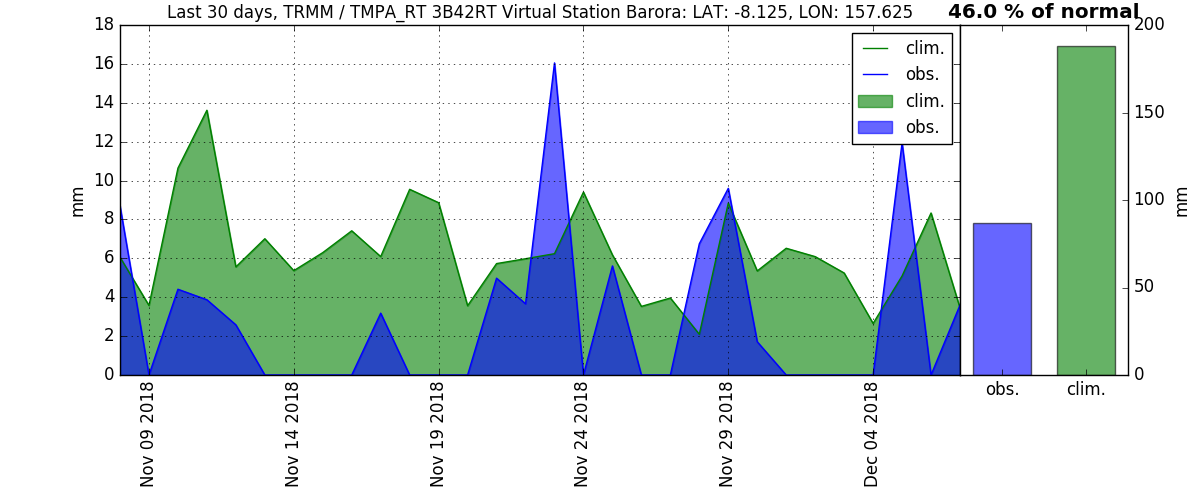 Last 30 days, TRMM / TMPA_RT 3B42RT Virtual Station Barora: LAT: -8.125, LON: 157.625
46.0 % of normal
clim.
obs.
clim.
obs.
mm
18
16
14
12
10
8
6
4
2
0
Nov 09 2018
Nov 14 2018
Nov 19 2018
Nov 24 2018
Nov 29 2018
Dec 04 2018
200
150
100
50
0
mm
obs.
clim.